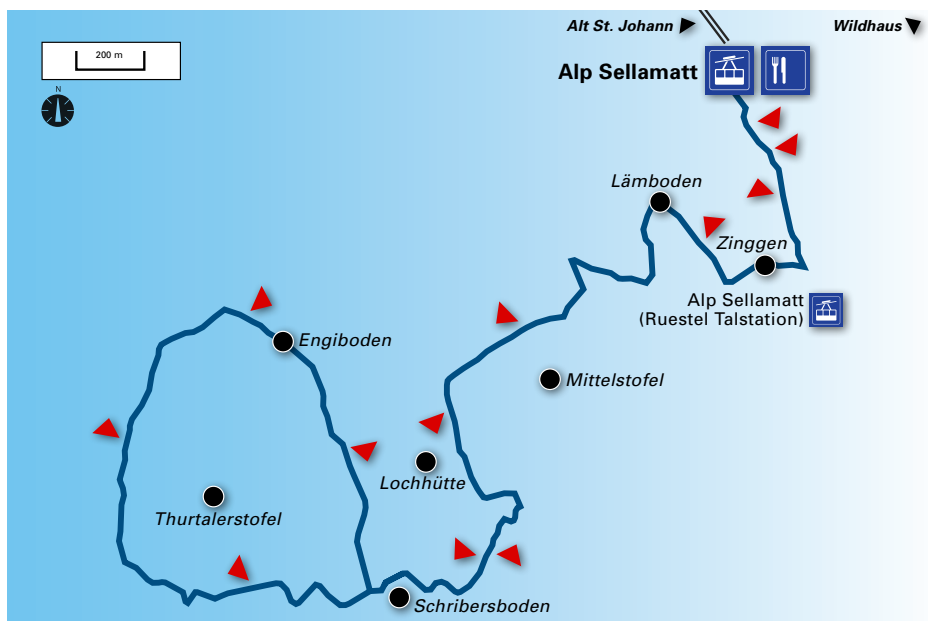 Alt St. Johann
Wildhaus
200 m
Alp Sellamatt
N
Lämboden
Zinggen
Alp Sellamatt
(Ruestel Talstation)
Engiboden
Mittelstofel
Lochhütte
Thurtalerstofel
Schribersboden